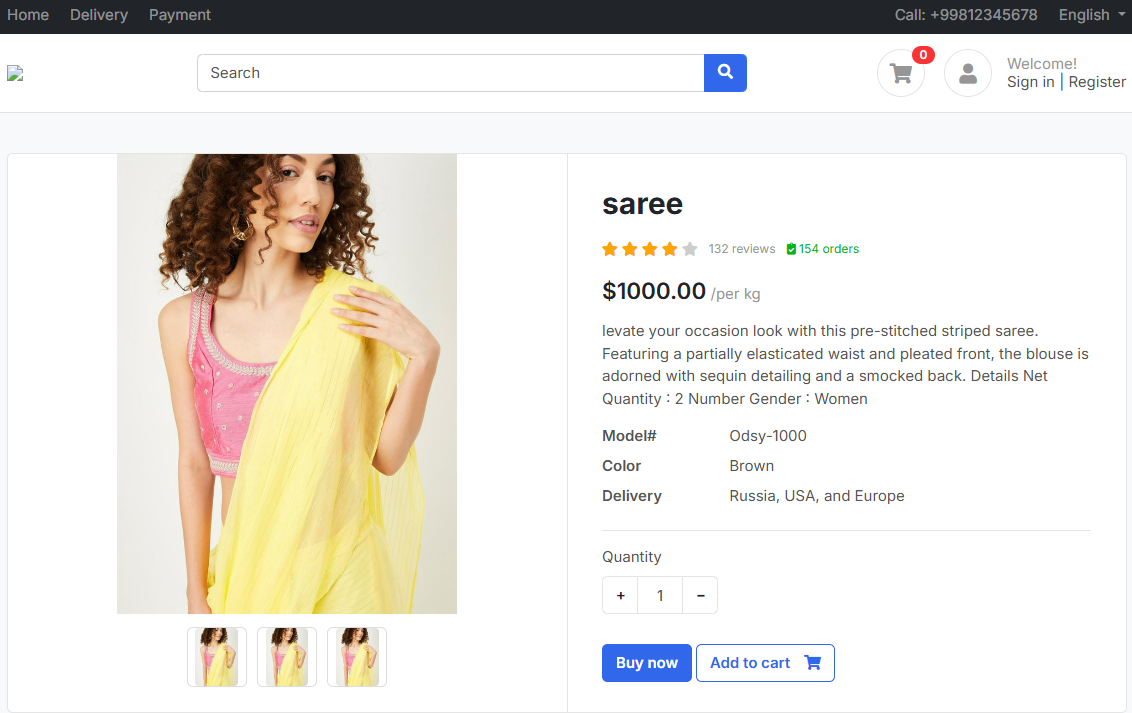 Home Delivery Payment Call: +99812345678 English
Search
0
Welcome!
Sign in | Register
saree
132 reviews 154 orders
$1000.00 /per kg
levate your occasion look with this pre-stitched striped saree.
Featuring a partially elasticated waist and pleated front, the blouse is
adorned with sequin detailing and a smocked back. Details Net
Quantity : 2 Number Gender : Women
Model# Odsy-1000
Color Brown
Delivery Russia, USA, and Europe
Quantity
+ 1 −
Buy now Add to cart